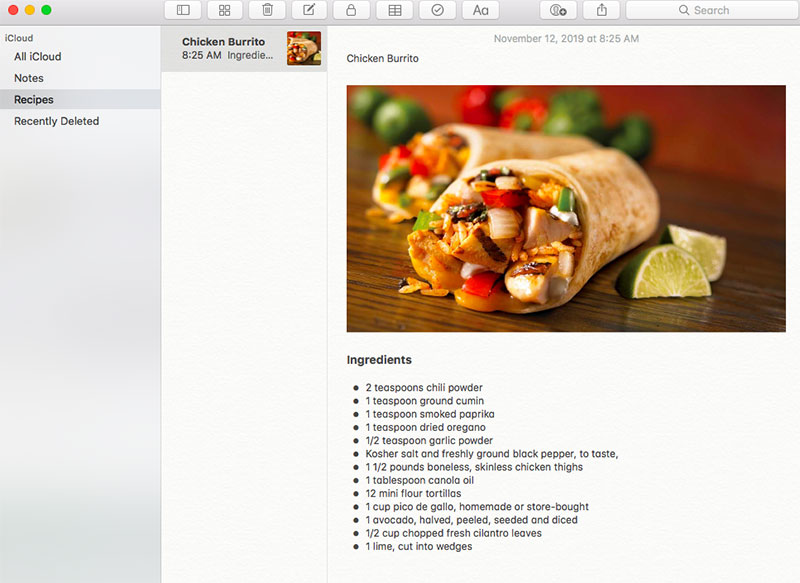 Aa
Search
iCloud
All iCloud
Notes
Recipes
Recently Deleted
Chicken Burrito
8:25 AM Ingredie...
November 12, 2019 at 8:25 AM
Chicken Burrito
Ingredients
• 2 teaspoons chili powder
• 1 teaspoon ground cumin
• 1 teaspoon smoked paprika
• 1 teaspoon dried oregano
• 1/2 teaspoon garlic powder
• Kosher salt and freshly ground black pepper, to taste,
• 1 1/2 pounds boneless, skinless chicken thighs
• 1 tablespoon canola oil
• 12 mini flour tortillas
• 1 cup pico de gallo, homemade or store-bought
• 1 avocado, halved, peeled, seeded and diced
• 1/2 cup chopped fresh cilantro leaves
• 1 lime, cut into wedges